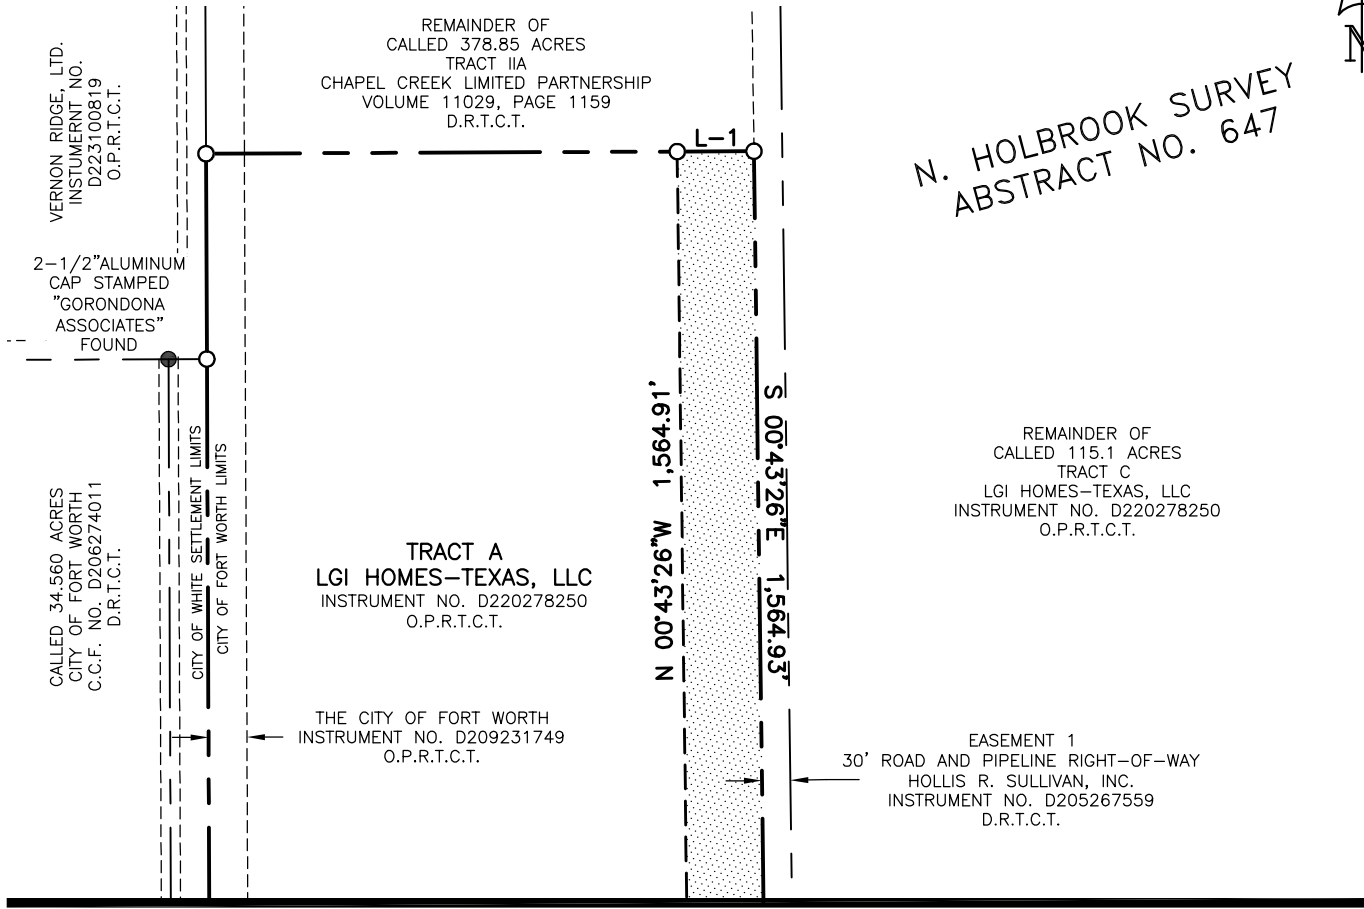 REMAINDER OF
CALLED 378.85 ACRES
TRACT IIA
CHAPEL CREEK LIMITED PARTNERSHIP
VOLUME 11029, PAGE 1159
D.R.T.C.T.
VERNON RIDGE, LTD.
INSTUMERNT NO.
D223100819
O.P.R.T.C.T.
N
N. HOLBROOK SURVEY
ABSTRACT NO. 647
L-1
2-1/2"ALUMINUM
CAP STAMPED
"GORONDONA
ASSOCIATES"
FOUND
N 00°43'26"W 1,564.91'
S 00°43'26"E 1,564.93'
REMAINDER OF
CALLED 115.1 ACRES
TRACT C
LGI HOMES-TEXAS, LLC
INSTRUMENT NO. D220278250
O.P.R.T.C.T.
CALLED 34.560 ACRES
CITY OF FORT WORTH
C.C.F. NO. D206274011
D.R.T.C.T.
CITY OF WHITE SETTLEMENT LIMITS
CITY OF FORT WORTH LIMITS
TRACT A
LGI HOMES-TEXAS, LLC
INSTRUMENT NO. D220278250
O.P.R.T.C.T.
THE CITY OF FORT WORTH
INSTRUMENT NO. D209231749
O.P.R.T.C.T.
EASEMENT 1
30' ROAD AND PIPELINE RIGHT-OF-WAY
HOLLIS R. SULLIVAN, INC.
INSTRUMENT NO. D205267559
D.R.T.C.T.